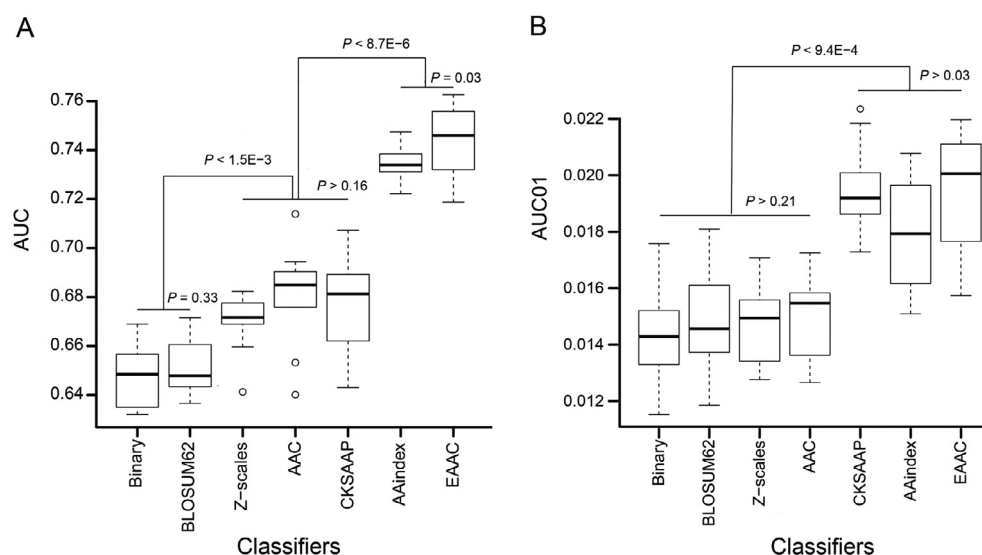 A
P < 8.7E−6
P = 0.03
P < 1.5E−3
P > 0.16
P = 0.33
AUC
0.76
0.74
0.72
0.70
0.68
0.66
0.64
Binary
BLOSUM62
Z−scales
AAC
CKSAAP
AAindex
EAAC
Classifiers
B
P < 9.4E−4
P > 0.03
P > 0.21
AUC01
0.022
0.020
0.018
0.016
0.014
0.012
Binary
BLOSUM62
Z−scales
AAC
CKSAAP
AAindex
EAAC
Classifiers